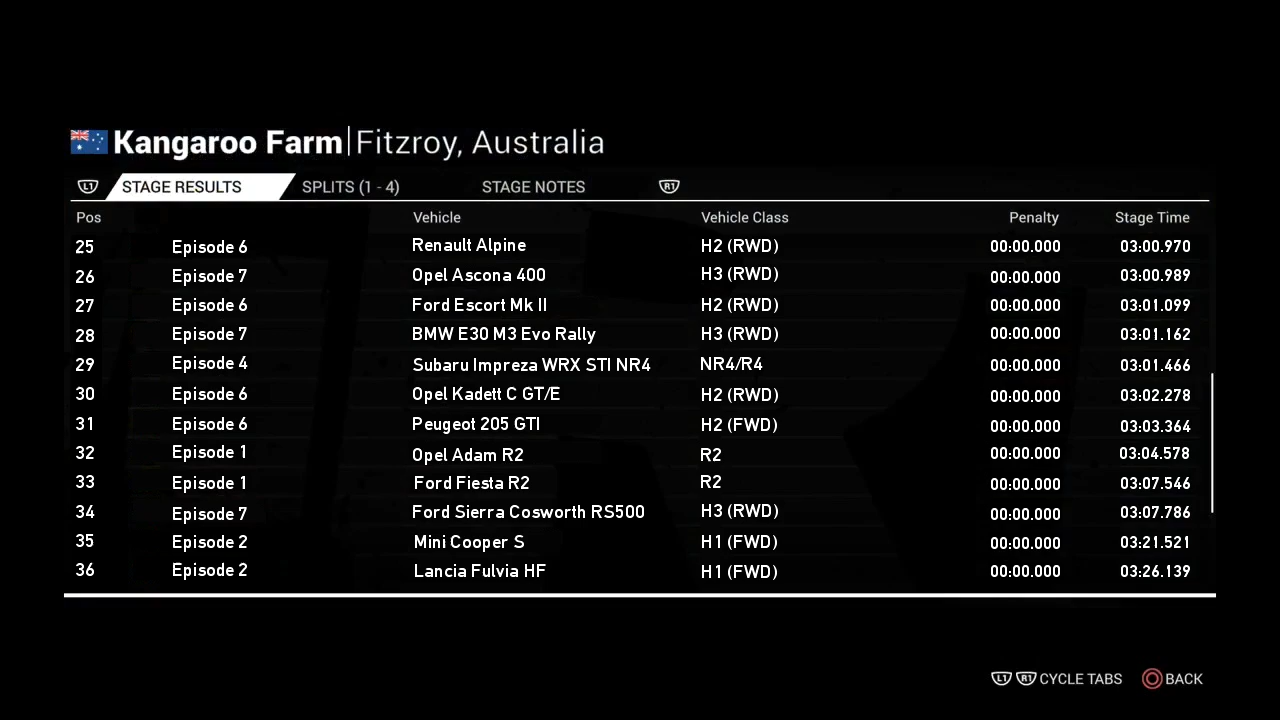 Kangaroo Farm | Fitzroy, Australia
L1 STAGE RESULTS SPLITS (1 - 4) STAGE NOTES R1
Pos Vehicle Vehicle Class Penalty Stage Time
25 Episode 6 Renault Alpine H2 (RWD) 00:00.000 03:00.970
26 Episode 7 Opel Ascona 400 H3 (RWD) 00:00.000 03:00.989
27 Episode 6 Ford Escort Mk II H2 (RWD) 00:00.000 03:01.099
28 Episode 7 BMW E30 M3 Evo Rally H3 (RWD) 00:00.000 03:01.162
29 Episode 4 Subaru Impreza WRX STI NR4 NR4/R4 00:00.000 03:01.466
30 Episode 6 Opel Kadett C GT/E H2 (RWD) 00:00.000 03:02.278
31 Episode 6 Peugeot 205 GTI H2 (FWD) 00:00.000 03:03.364
32 Episode 1 Opel Adam R2 R2 00:00.000 03:04.578
33 Episode 1 Ford Fiesta R2 R2 00:00.000 03:07.546
34 Episode 7 Ford Sierra Cosworth RS500 H3 (RWD) 00:00.000 03:07.786
35 Episode 2 Mini Cooper S H1 (FWD) 00:00.000 03:21.521
36 Episode 2 Lancia Fulvia HF H1 (FWD) 00:00.000 03:26.139
L1 R1 CYCLE TABS BACK